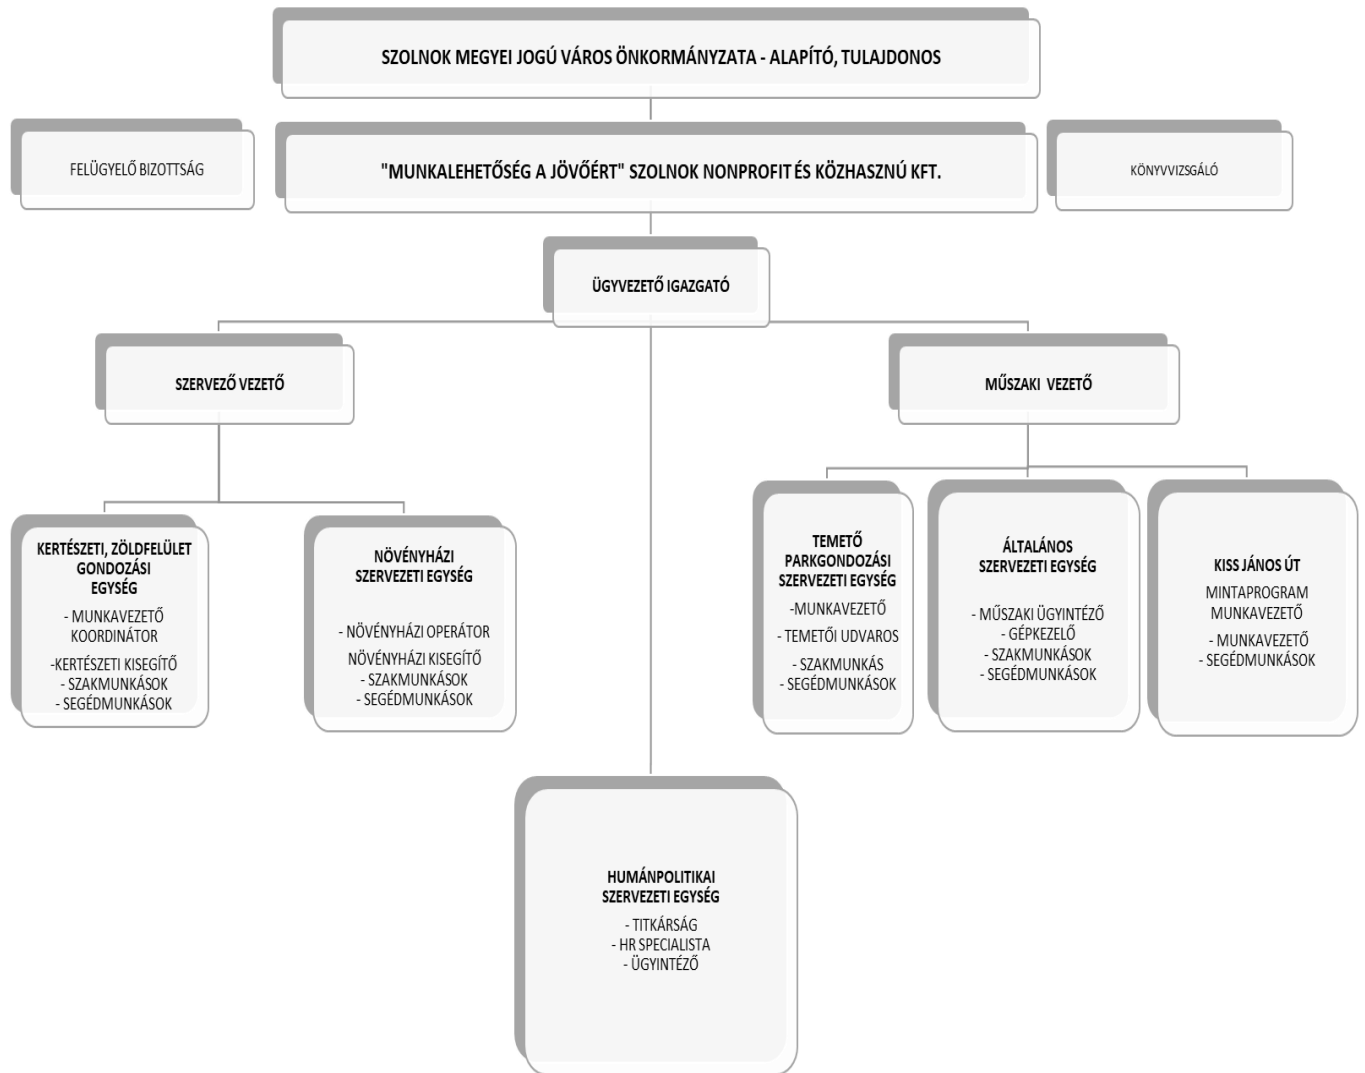 SZOLNOK MEGYEI JOGÚ VÁROS ÖNKORMÁNYZATA - ALAPÍTÓ, TULAJDONOS
FELÜGYELŐ BIZOTTSÁG
"MUNKALEHETŐSÉG A JÖVŐÉRT" SZOLNOK NONPROFIT ÉS KÖZHASZNÚ KFT.
KÖNYVVIZSGÁLÓ
ÜGYVEZETŐ IGAZGATÓ
SZERVEZŐ VEZETŐ
MŰSZAKI VEZETŐ
KERTÉSZETI, ZÖLDFELÜLET
GONDOZÁSI
EGYSÉG
- MUNKAVEZETŐ
KOORDINÁTOR
-KERTÉSZETI KISEGÍTŐ
- SZAKMUNKÁSOK
- SEGÉDMUNKÁSOK
NÖVÉNYHÁZI
SZERVEZETI EGYSÉG
- NÖVÉNYHÁZI OPERÁTOR
NÖVÉNYHÁZI KISEGÍTŐ
- SZAKMUNKÁSOK
- SEGÉDMUNKÁSOK
TEMETŐ
PARKGONDOZÁSI
SZERVEZETI EGYSÉG
-MUNKAVEZETŐ
- TEMETŐI UDVAROS
- SZAKMUNKÁS
- SEGÉDMUNKÁSOK
ÁLTALÁNOS
SZERVEZETI EGYSÉG
- MŰSZAKI ÜGYINTÉZŐ
- GÉPKEZELŐ
- SZAKMUNKÁSOK
- SEGÉDMUNKÁSOK
KISS JÁNOS ÚT
MINTAPROGRAM
MUNKAVEZETŐ
- MUNKAVEZETŐ
- SEGÉDMUNKÁSOK
HUMÁNPOLITIKAI
SZERVEZETI EGYSÉG
- TITKÁRSÁG
- HR SPECIALISTA
- ÜGYINTÉZŐ